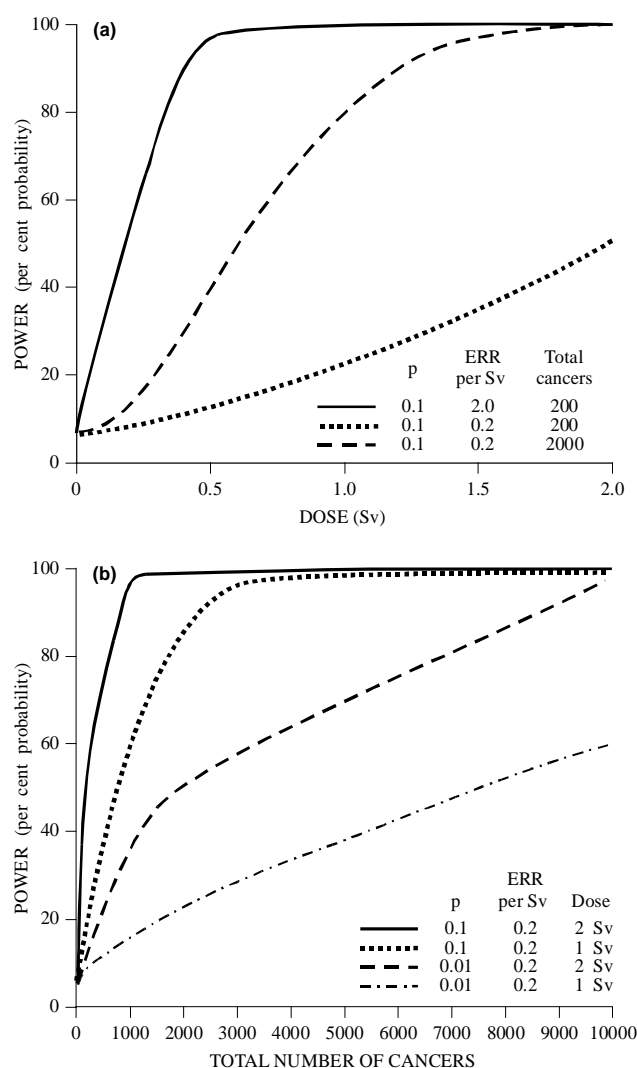 (a)
100
80
60
40
20
0
POWER (per cent probability)
p ERR per Sv Total cancers
0.1 2.0 200
0.1 0.2 200
0.1 0.2 2000
0 0.5 1.0 1.5 2.0
DOSE (Sv)
(b)
100
80
60
40
20
0
POWER (per cent probability)
p ERR per Sv Dose
0.1 0.2 2 Sv
0.1 0.2 1 Sv
0.01 0.2 2 Sv
0.01 0.2 1 Sv
0 1000 2000 3000 4000 5000 6000 7000 8000 9000 10000
TOTAL NUMBER OF CANCERS